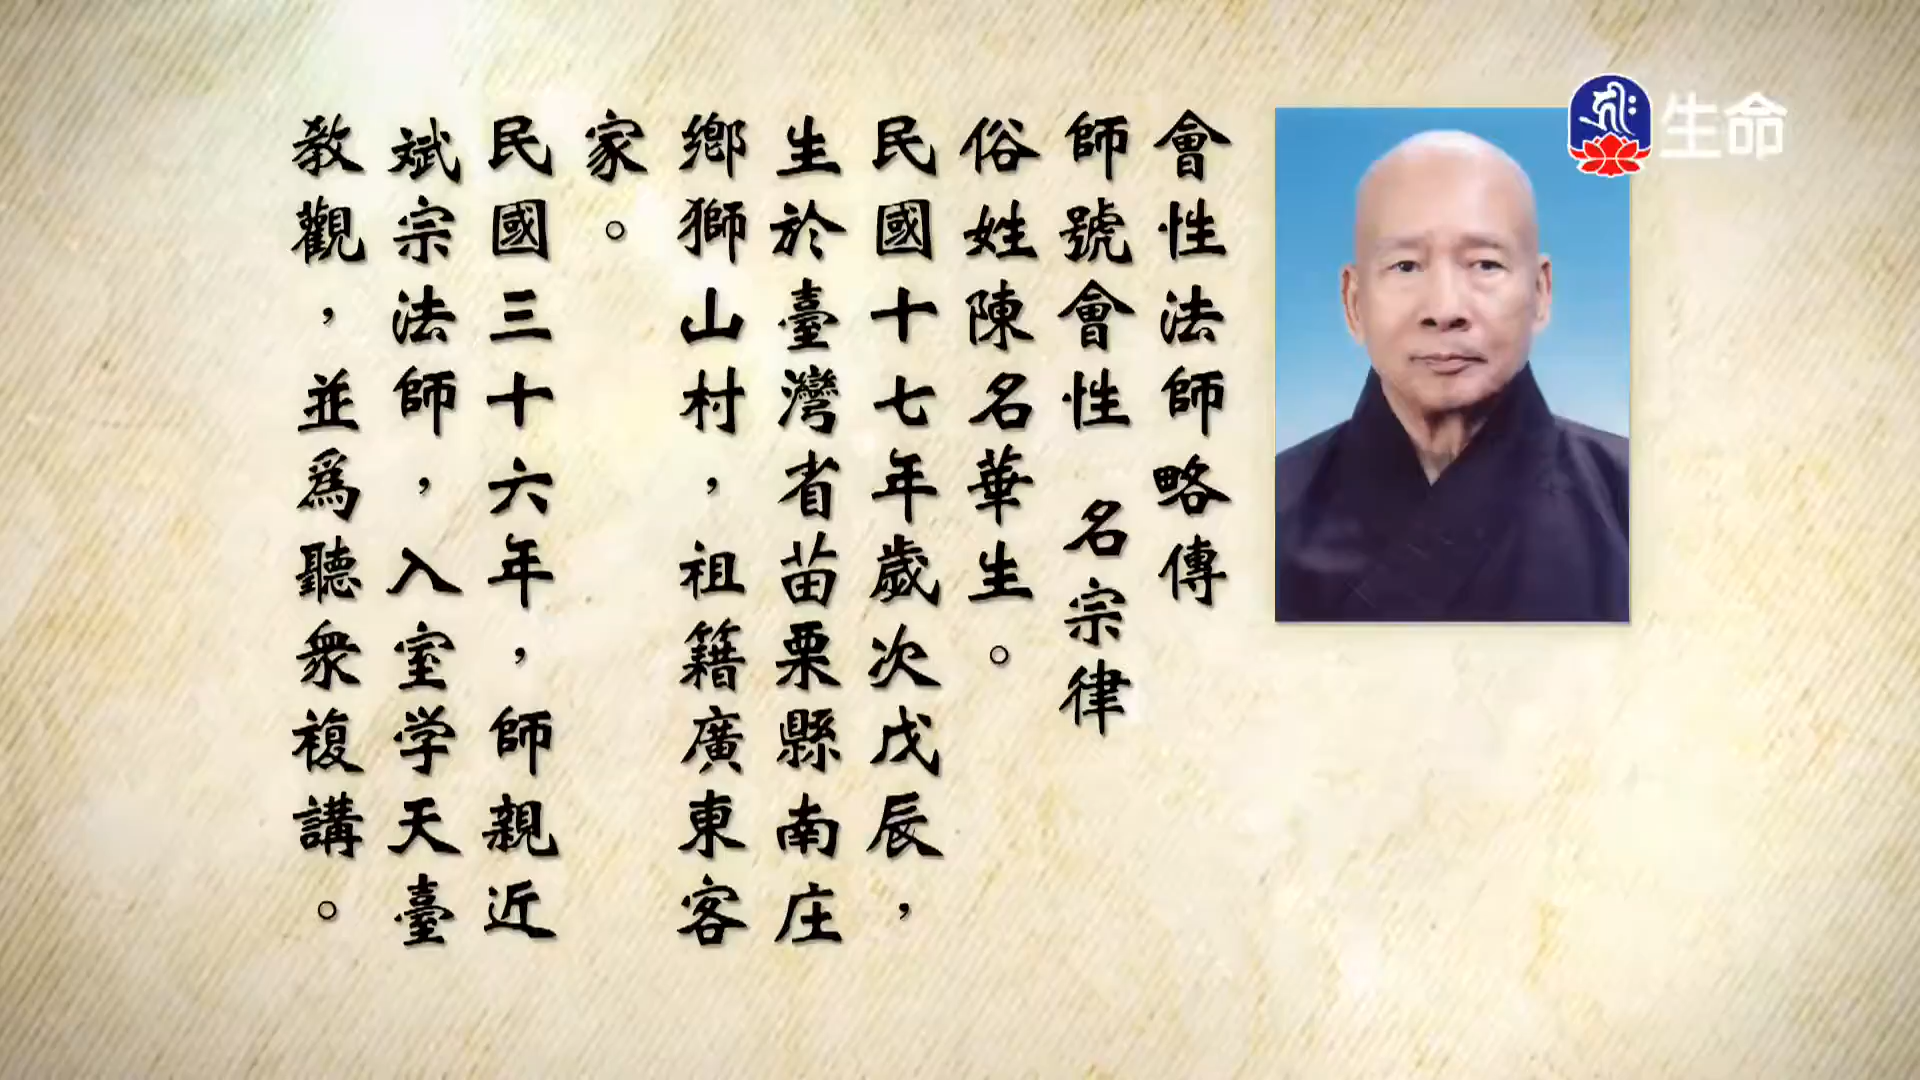 會性法師略傳
師號會性 名宗律
俗姓陳名華生。
民國十七年歲次戊辰，
生於臺灣省苗栗縣南庄
鄉獅山村，祖籍廣東客
家。
民國三十六年，師親近
斌宗法師，入室学天臺
教觀，並為聽眾複講。
生命